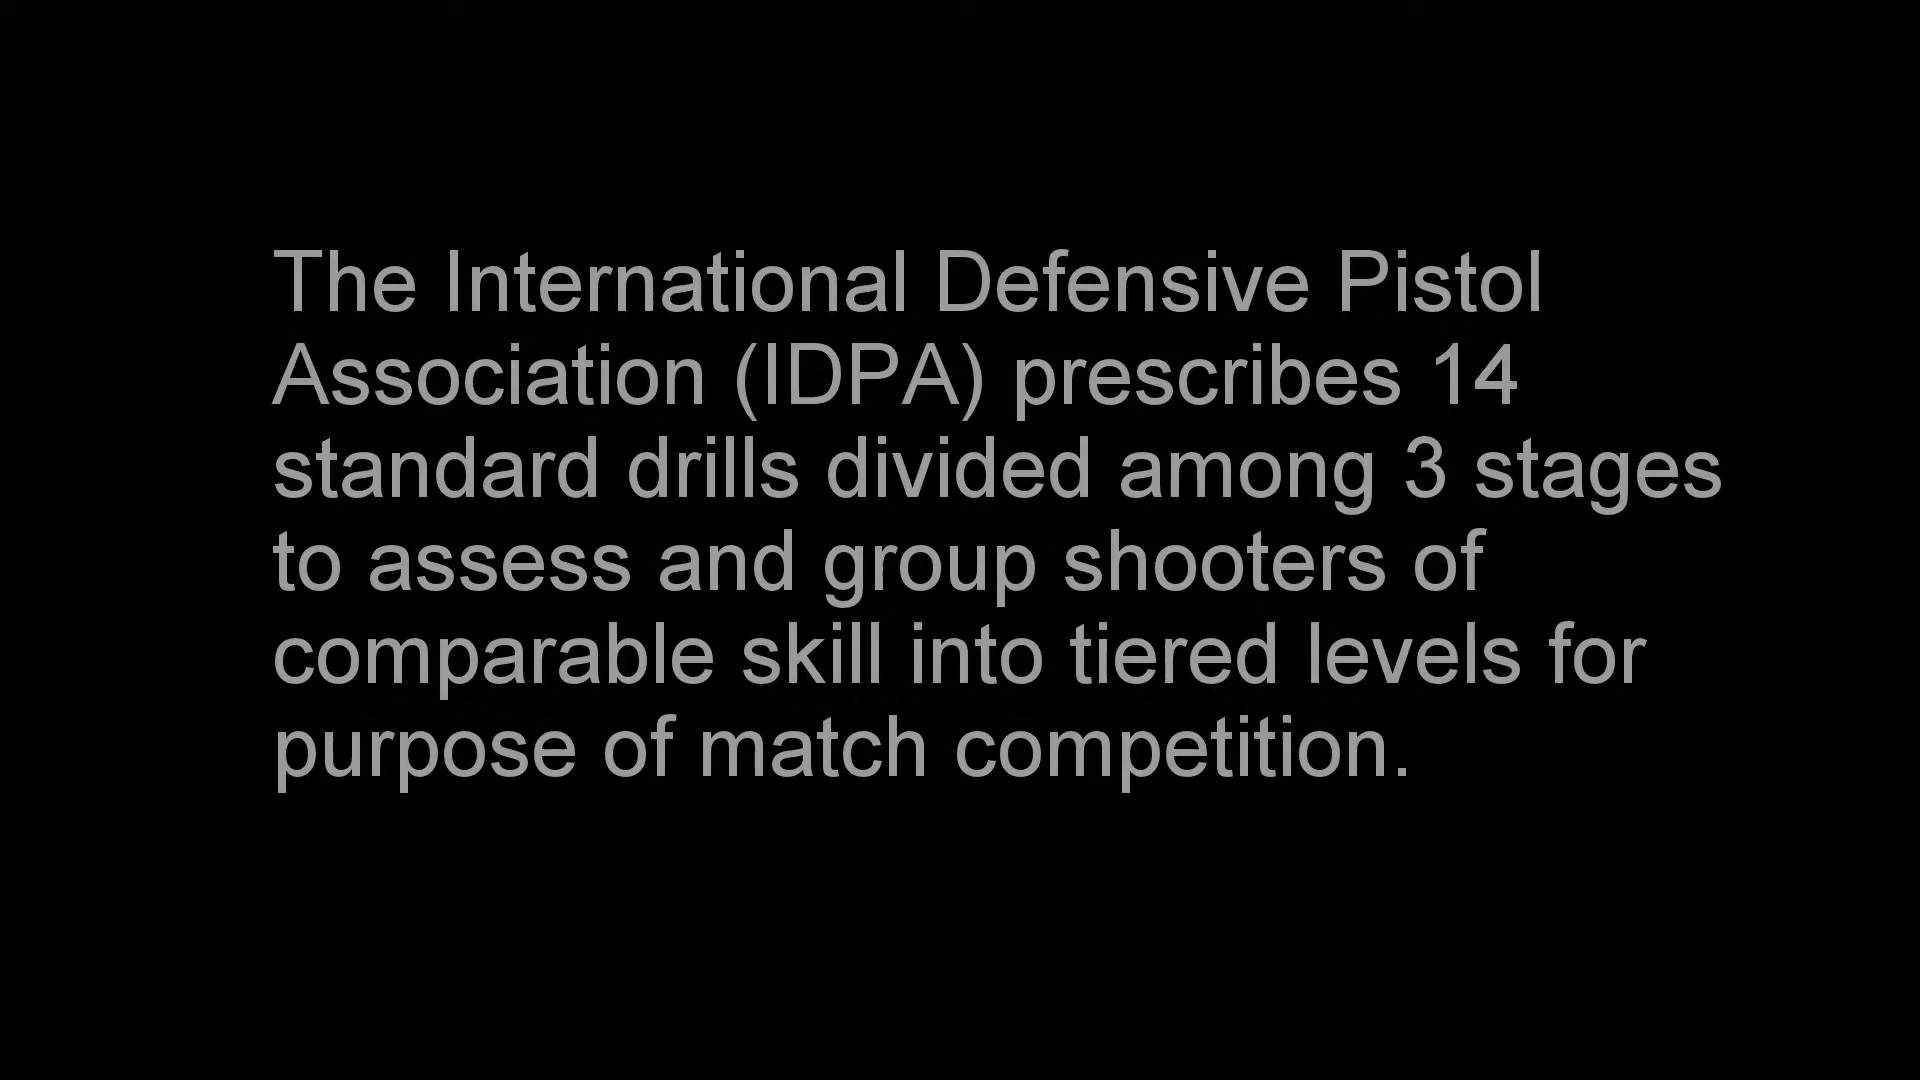 The International Defensive Pistol
Association (IDPA) prescribes 14
standard drills divided among 3 stages
to assess and group shooters of
comparable skill into tiered levels for
purpose of match competition.